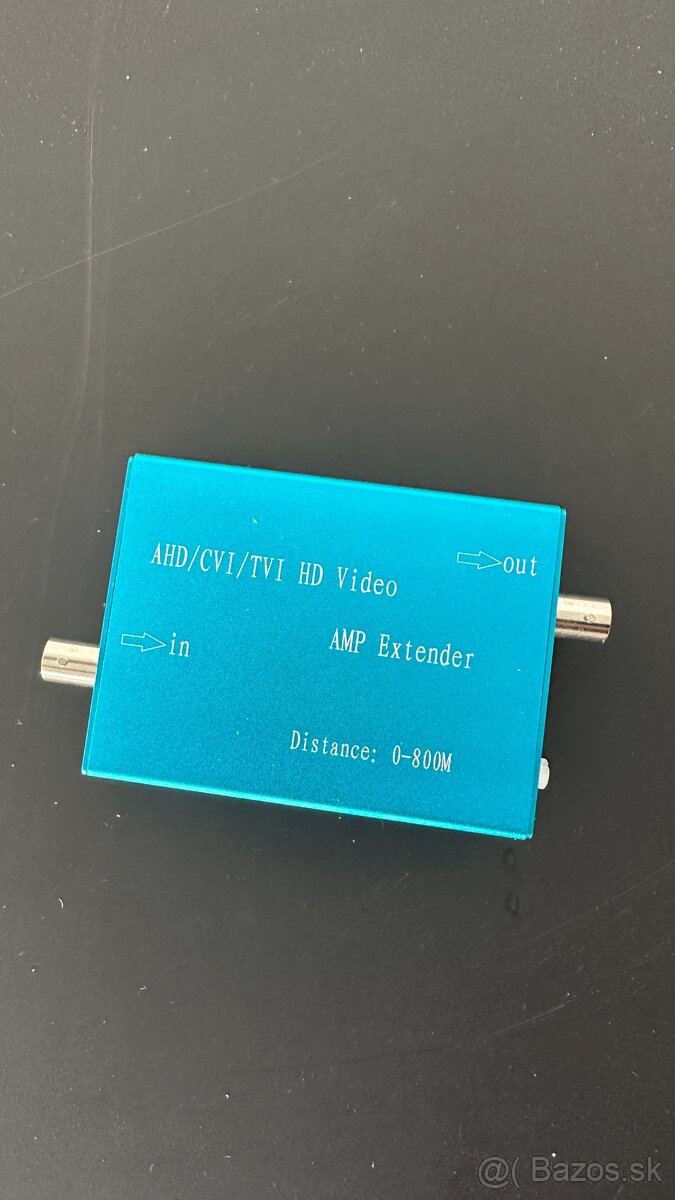 AHD/CVI/TVI HD Video
out
in
AMP Extender
Distance: 0-800M
@( Bazos.sk